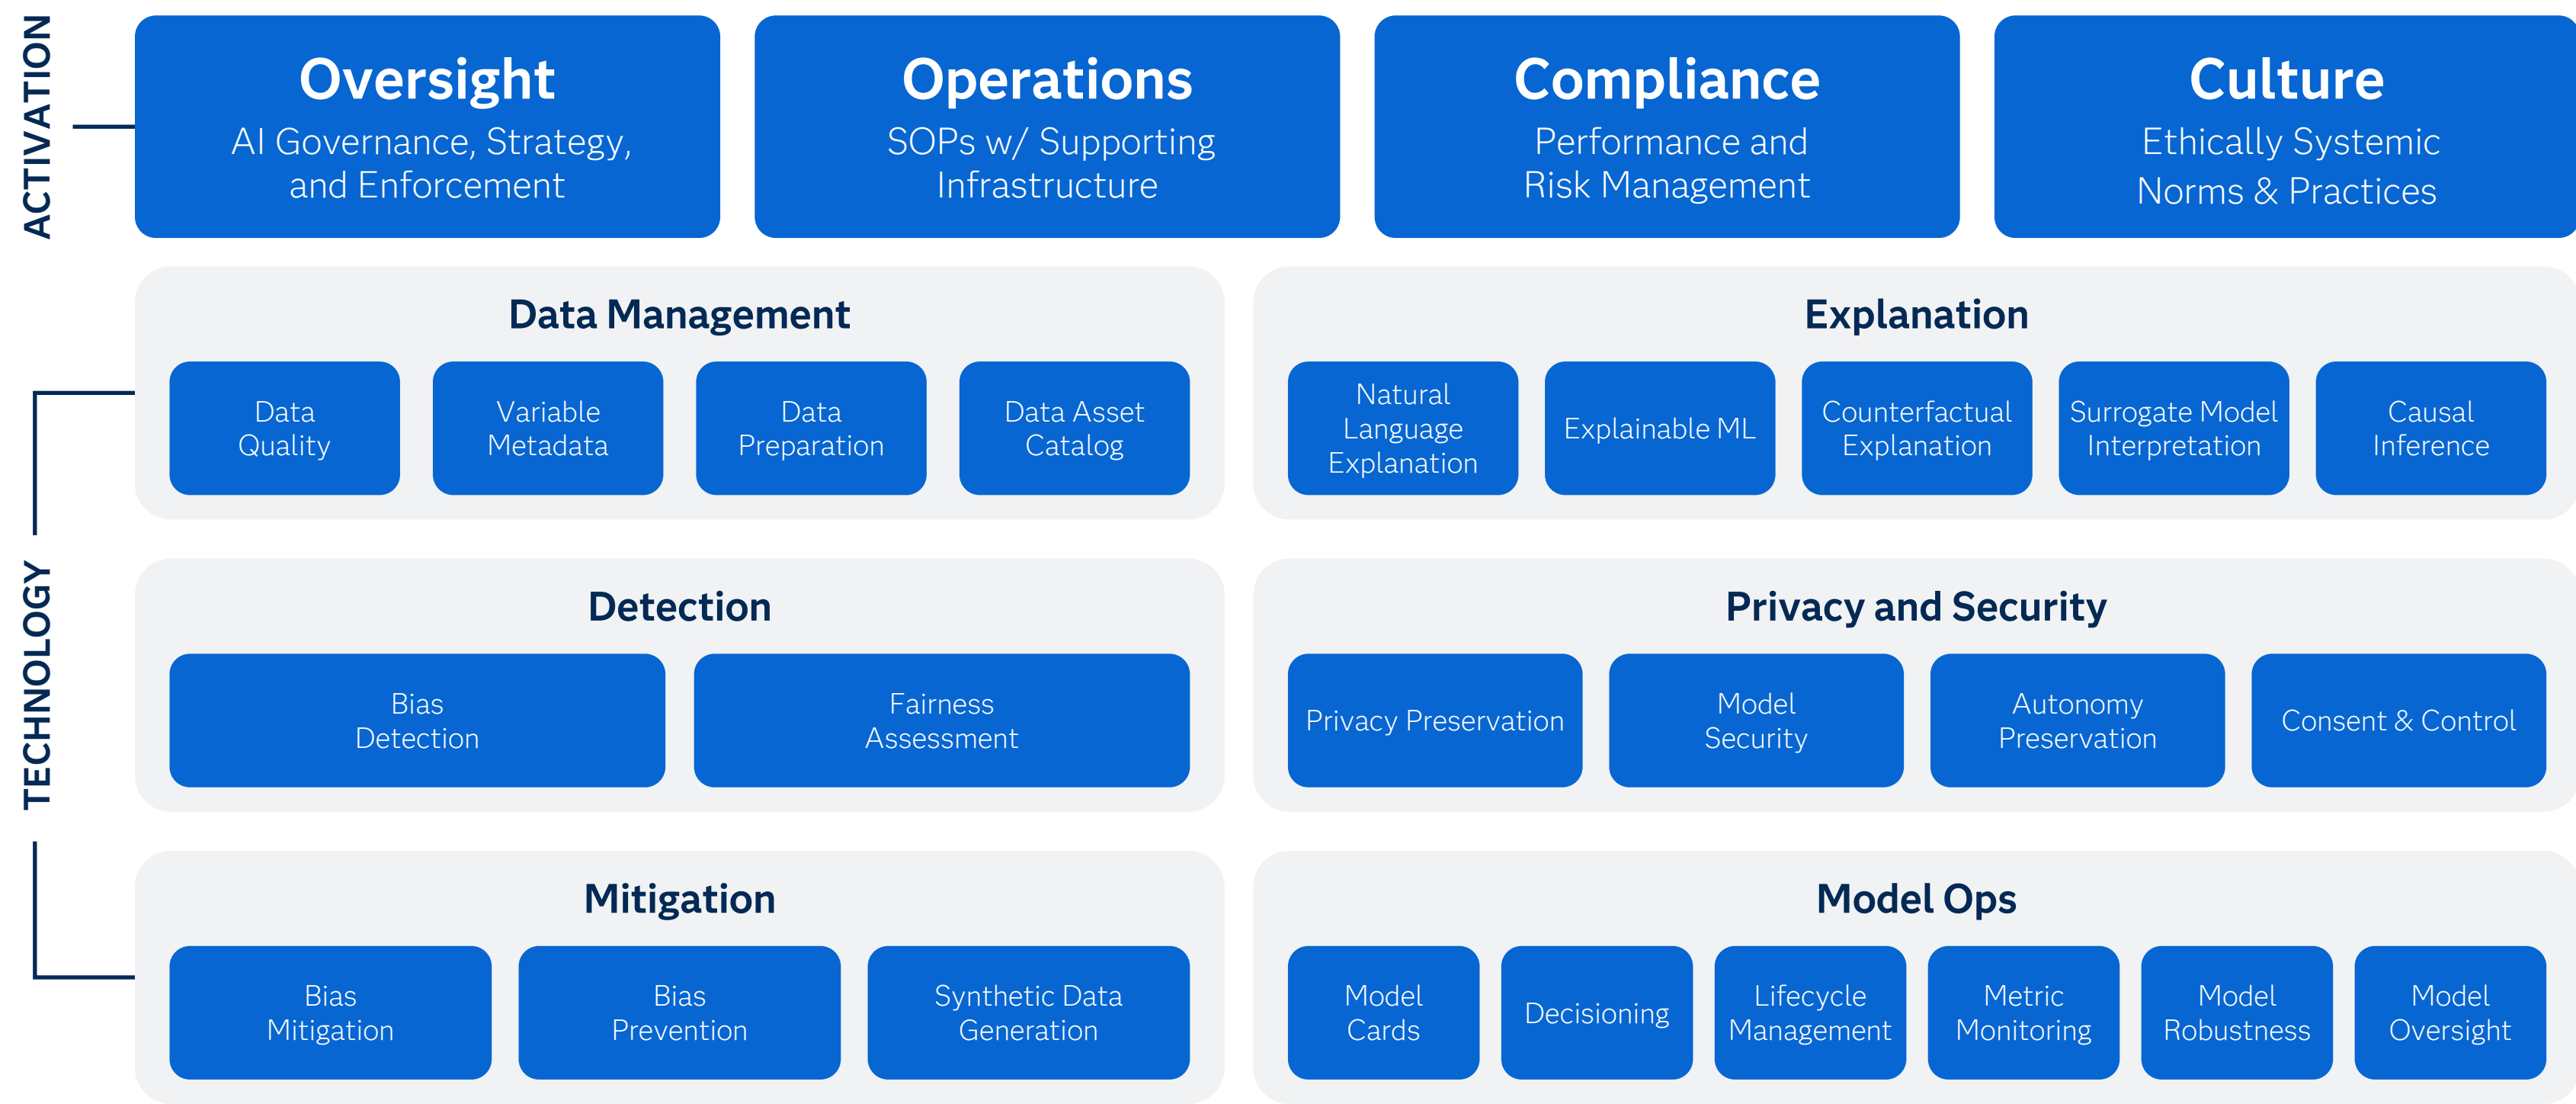 ACTIVATION
Oversight
AI Governance, Strategy,
and Enforcement
Operations
SOPs w/ Supporting
Infrastructure
Compliance
Performance and
Risk Management
Culture
Ethically Systemic
Norms & Practices
TECHNOLOGY
Data Management
Data
Quality
Variable
Metadata
Data
Preparation
Data Asset
Catalog
Explanation
Natural
Language
Explanation
Explainable ML
Counterfactual
Explanation
Surrogate Model
Interpretation
Causal
Inference
Detection
Bias
Detection
Fairness
Assessment
Privacy and Security
Privacy Preservation
Model
Security
Autonomy
Preservation
Consent & Control
Mitigation
Bias
Mitigation
Bias
Prevention
Synthetic Data
Generation
Model Ops
Model
Cards
Decisioning
Lifecycle
Management
Metric
Monitoring
Model
Robustness
Model
Oversight